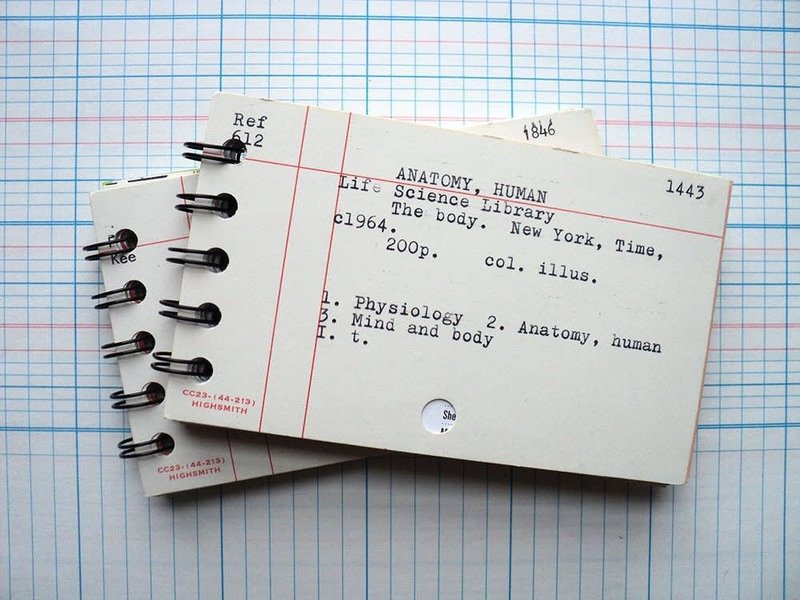 Ref
612
ANATOMY, HUMAN
1443
Life Science Library
The body. New York, Time,
c1964.
200p. col. illus.
1. Physiology 2. Anatomy, human
3. Mind and body
I. t.
CC23-(44-213)
HIGHSMITH
She
1846
Kee
CC23-(44-213)
HIGHSMITH